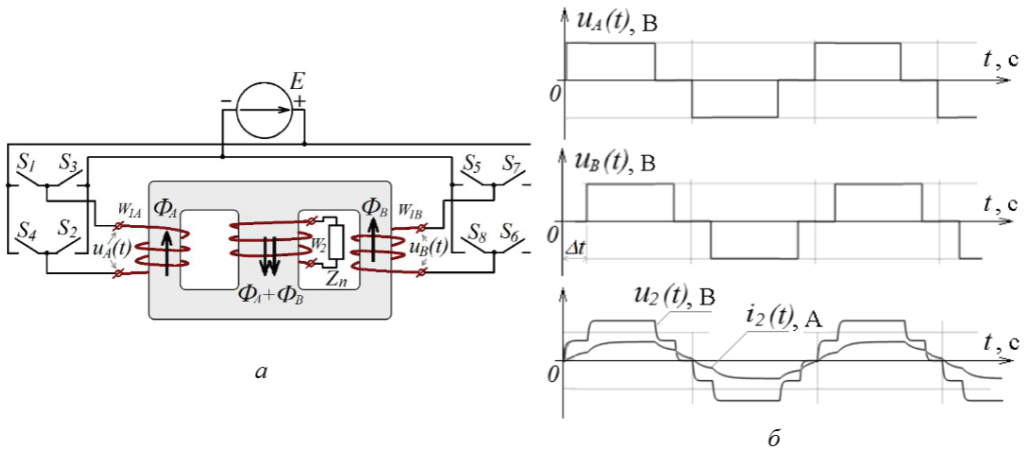 E
− +
S1 S3 S5 S7
S4 S2 S8 S6
W1A ΦA W2 ΦB W1B
uA(t) Zп uB(t)
ΦA+ΦB
а
uA(t), В
t, с
0
uB(t), В
t, с
0
Δt
u2(t), В
i2(t), А
t, с
0
б